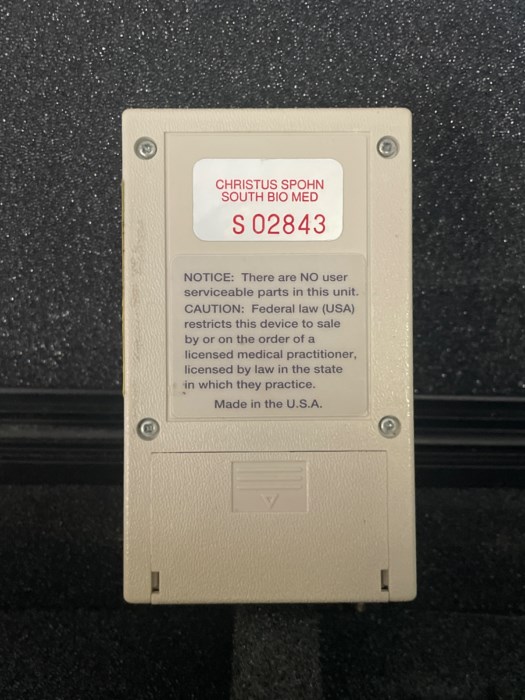 CHRISTUS SPOHN
SOUTH BIO MED
S 02843
NOTICE: There are NO user
serviceable parts in this unit.
CAUTION: Federal law (USA)
restricts this device to sale
by or on the order of a
licensed medical practitioner,
licensed by law in the state
in which they practice.
Made in the U.S.A.